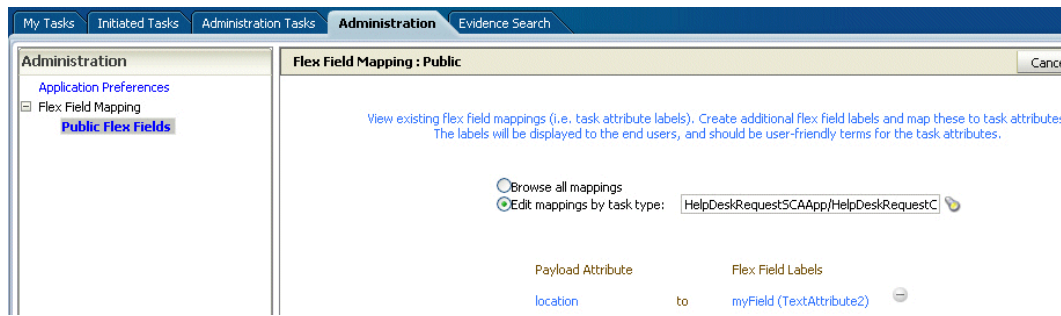 My Tasks Initiated Tasks Administration Tasks Administration Evidence Search
Administration
Application Preferences
Flex Field Mapping
Public Flex Fields
Flex Field Mapping : Public
Cance
View existing flex field mappings (i.e. task attribute labels). Create additional flex field labels and map these to task attributes
The labels will be displayed to the end users, and should be user-friendly terms for the task attributes.
Browse all mappings
Edit mappings by task type: HelpDeskRequestSCAApp/HelpDeskRequestC
Payload Attribute Flex Field Labels
location to myField (TextAttribute2)